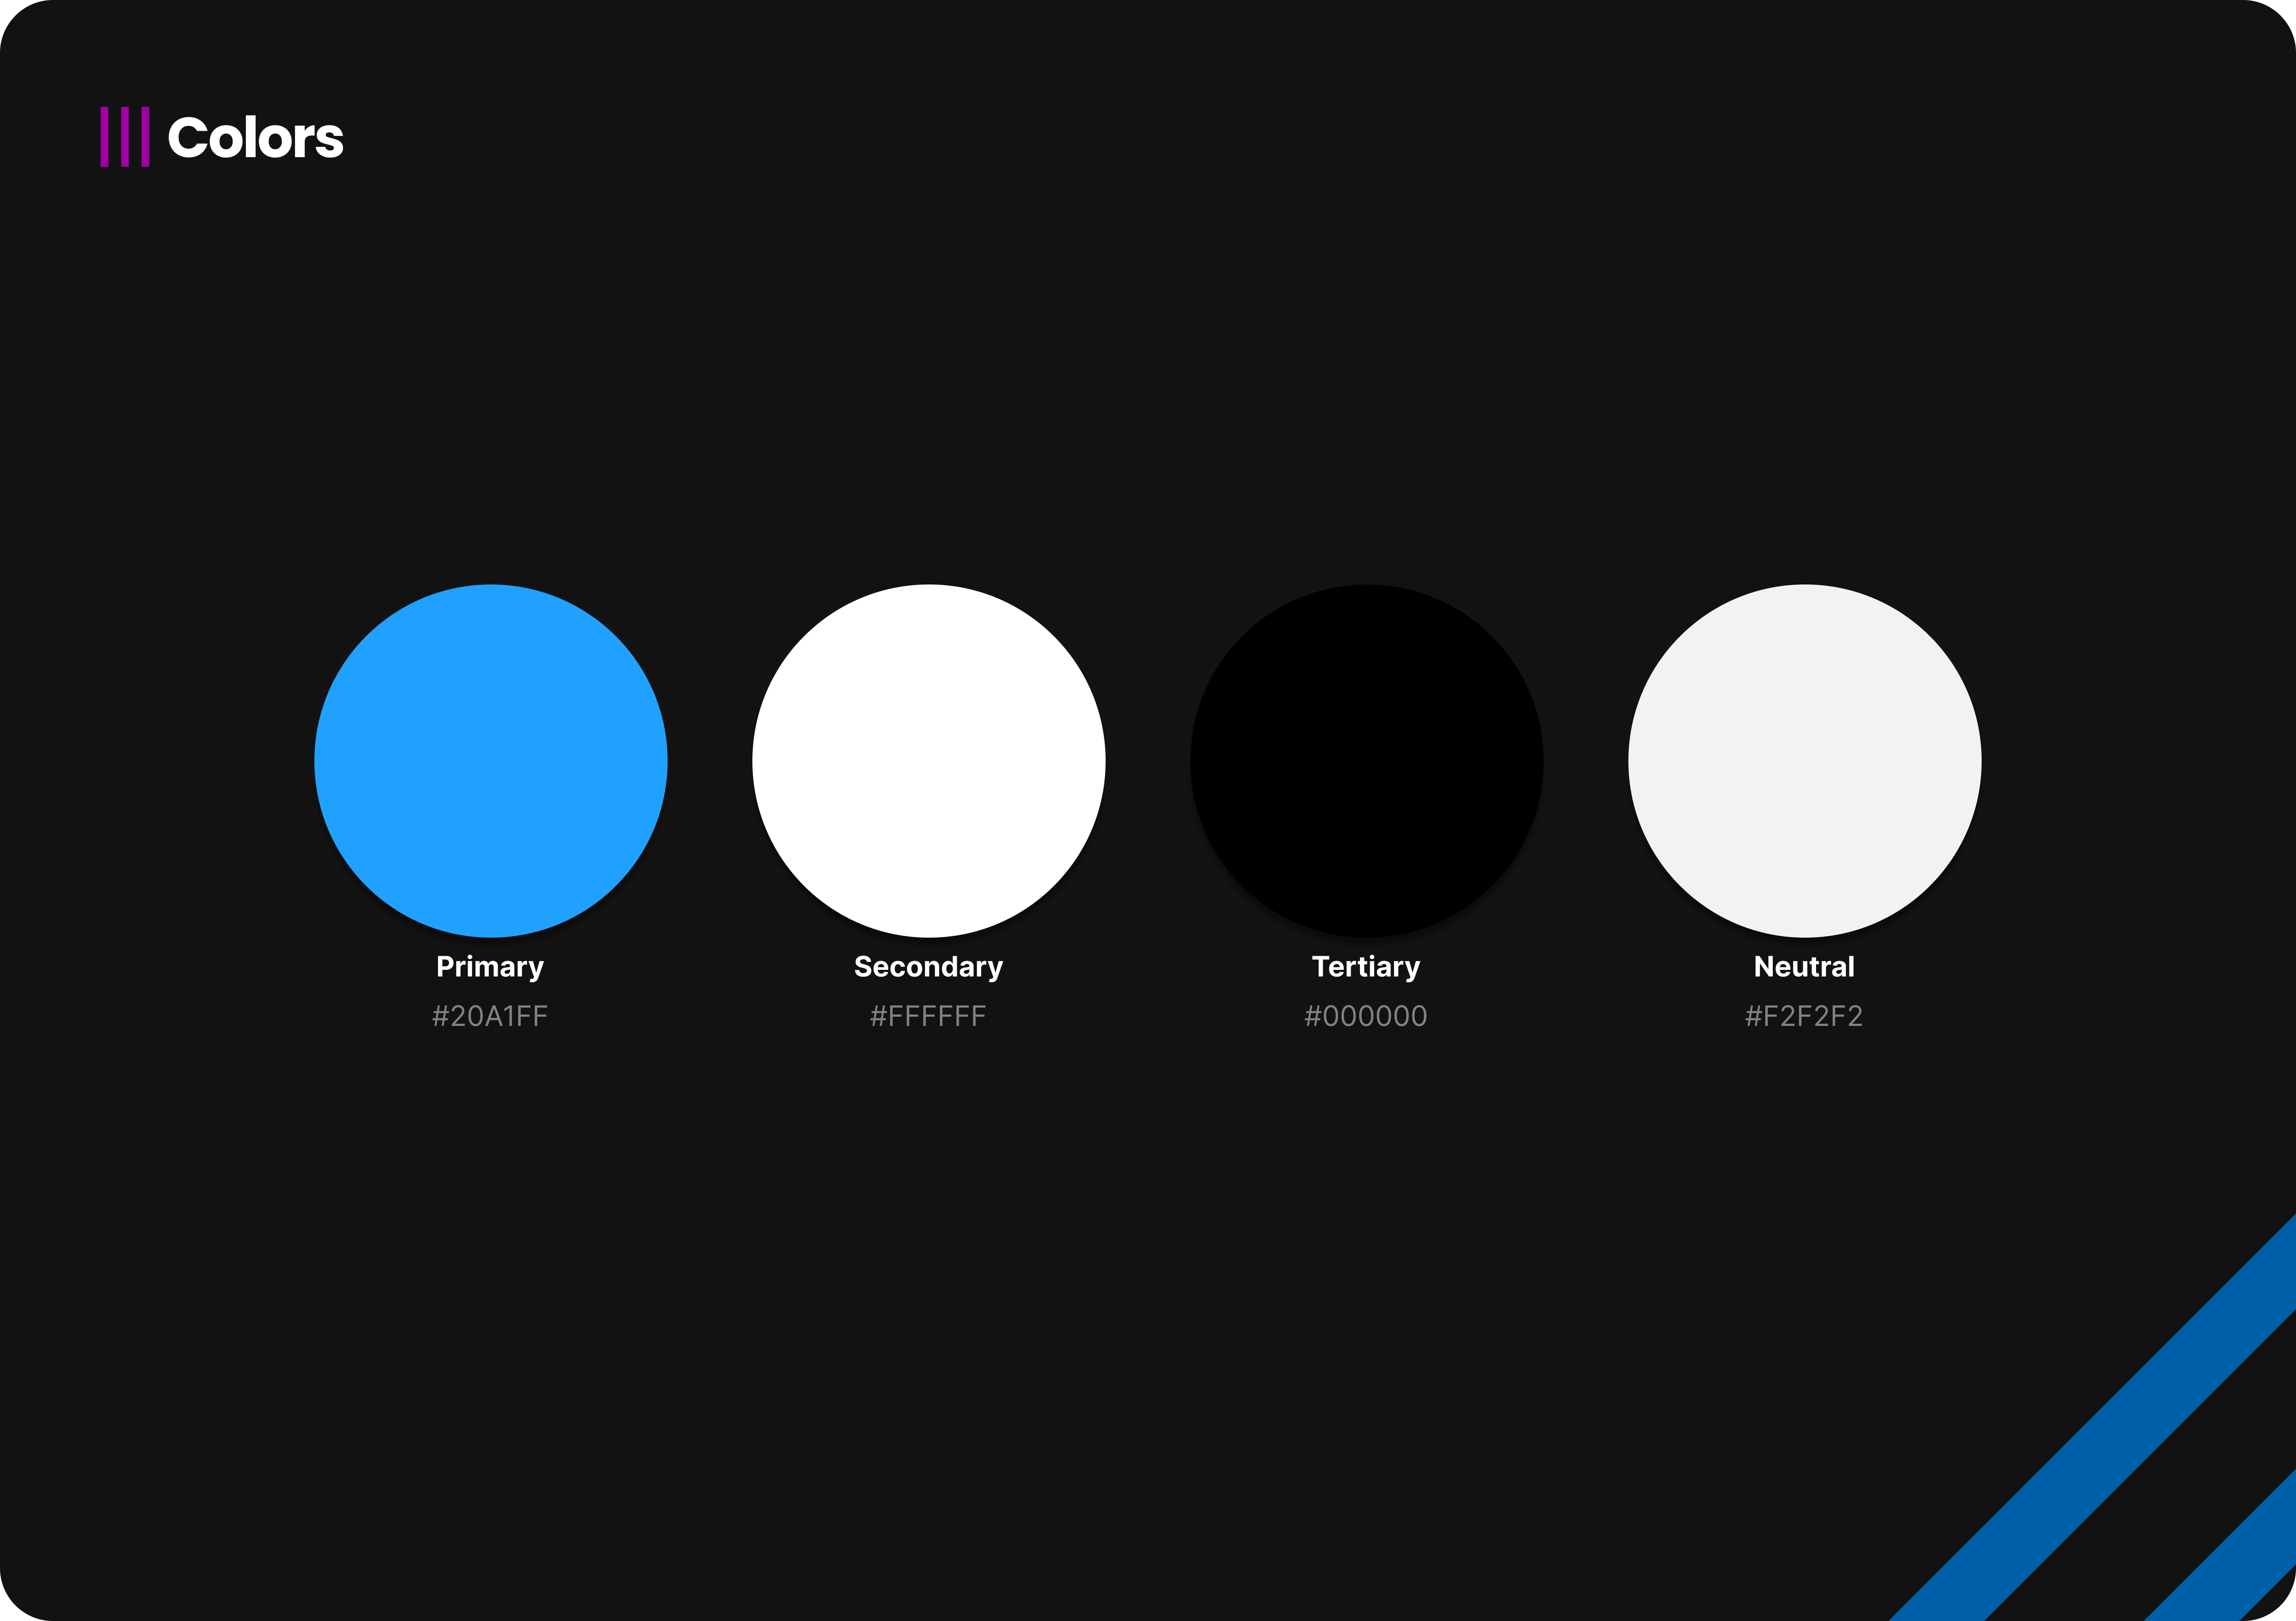 Colors
Primary
#20A1FF
Secondary
#FFFFFF
Tertiary
#000000
Neutral
#F2F2F2